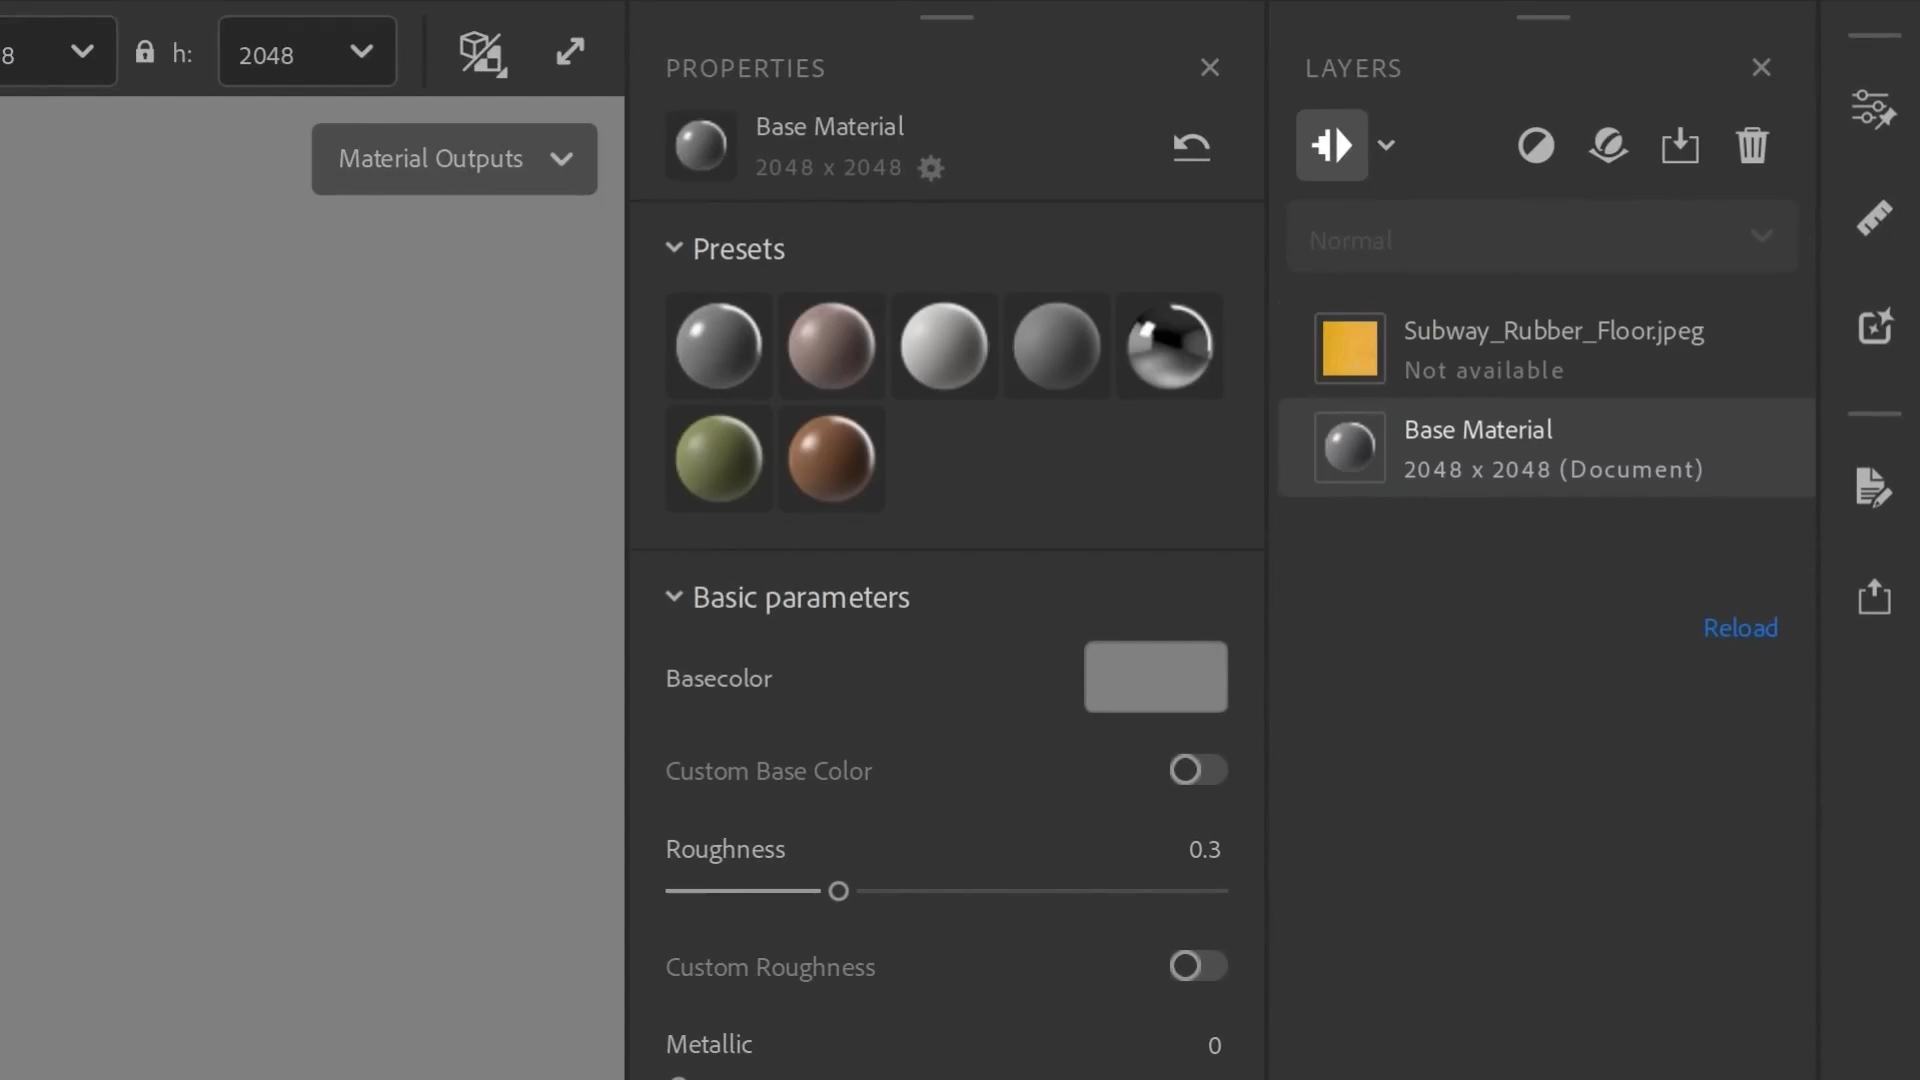 8
h:
2048
Material Outputs
PROPERTIES
Base Material
2048 x 2048
Presets
Basic parameters
Basecolor
Custom Base Color
Roughness
0.3
Custom Roughness
Metallic
0
LAYERS
Normal
Subway_Rubber_Floor.jpeg
Not available
Base Material
2048 x 2048 (Document)
Reload